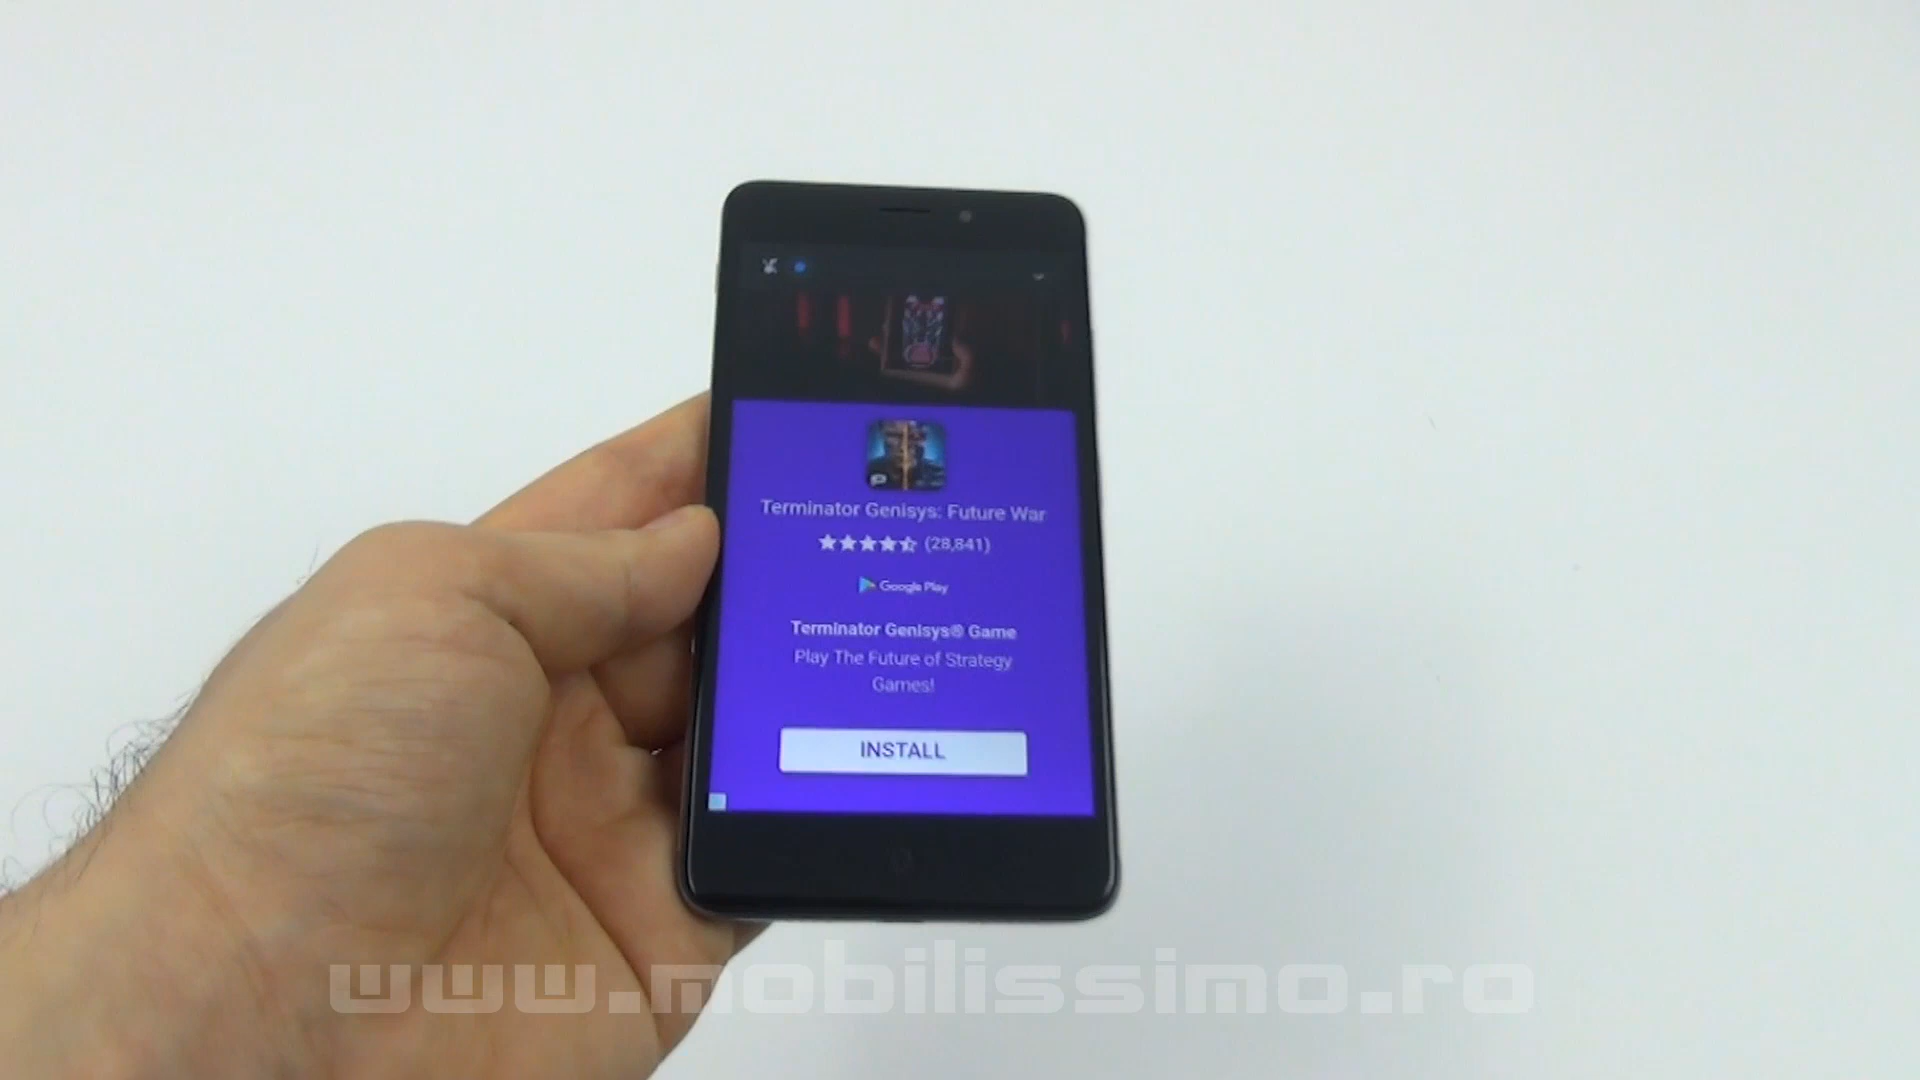 Terminator Genisys: Future War
(28,841)
Google Play
Terminator Genisys® Game
Play The Future of Strategy
Games!
INSTALL
www.mobilissimo.ro